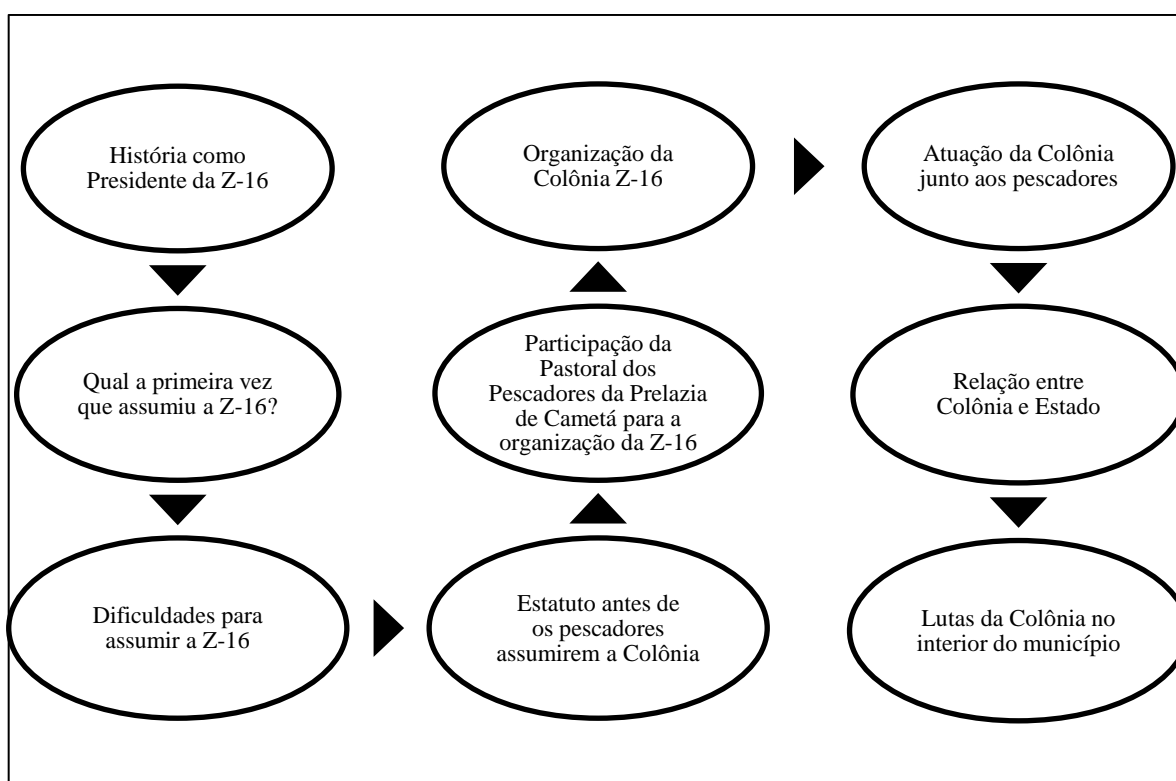 História como
Presidente da Z-16
Qual a primeira vez
que assumiu a Z-16?
Dificuldades para
assumir a Z-16
Estatuto antes de
os pescadores
assumirem a Colônia
Participação da
Pastoral dos
Pescadores da Prelazia
de Cametá para a
organização da Z-16
Organização da
Colônia Z-16
Atuação da Colônia
junto aos pescadores
Relação entre
Colônia e Estado
Lutas da Colônia no
interior do município